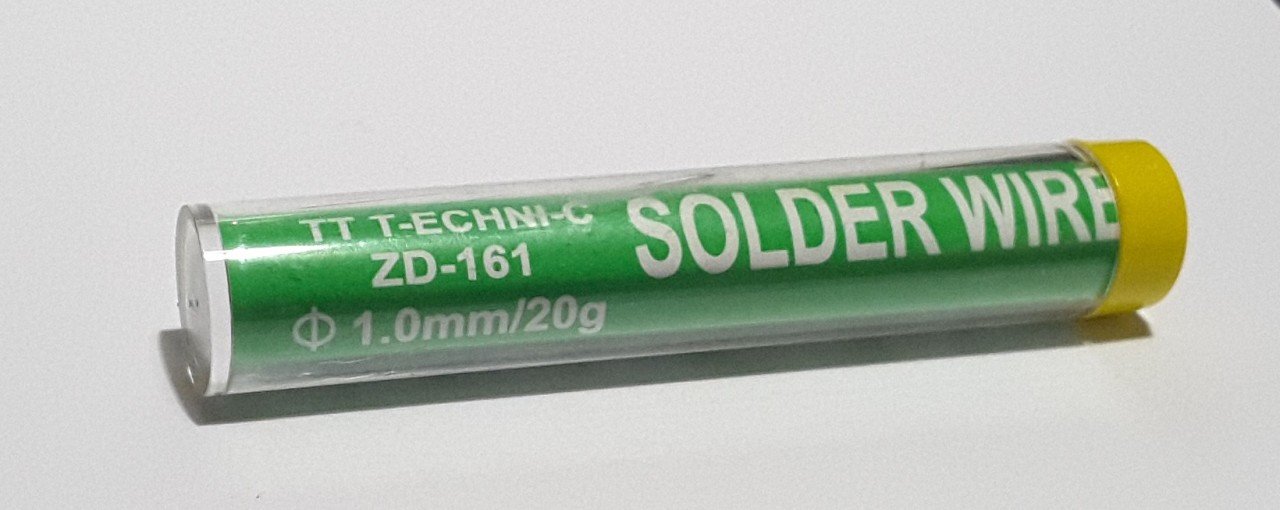 TT T-ECHNI-C
ZD-161
Φ 1.0mm/20g
SOLDER WIRE